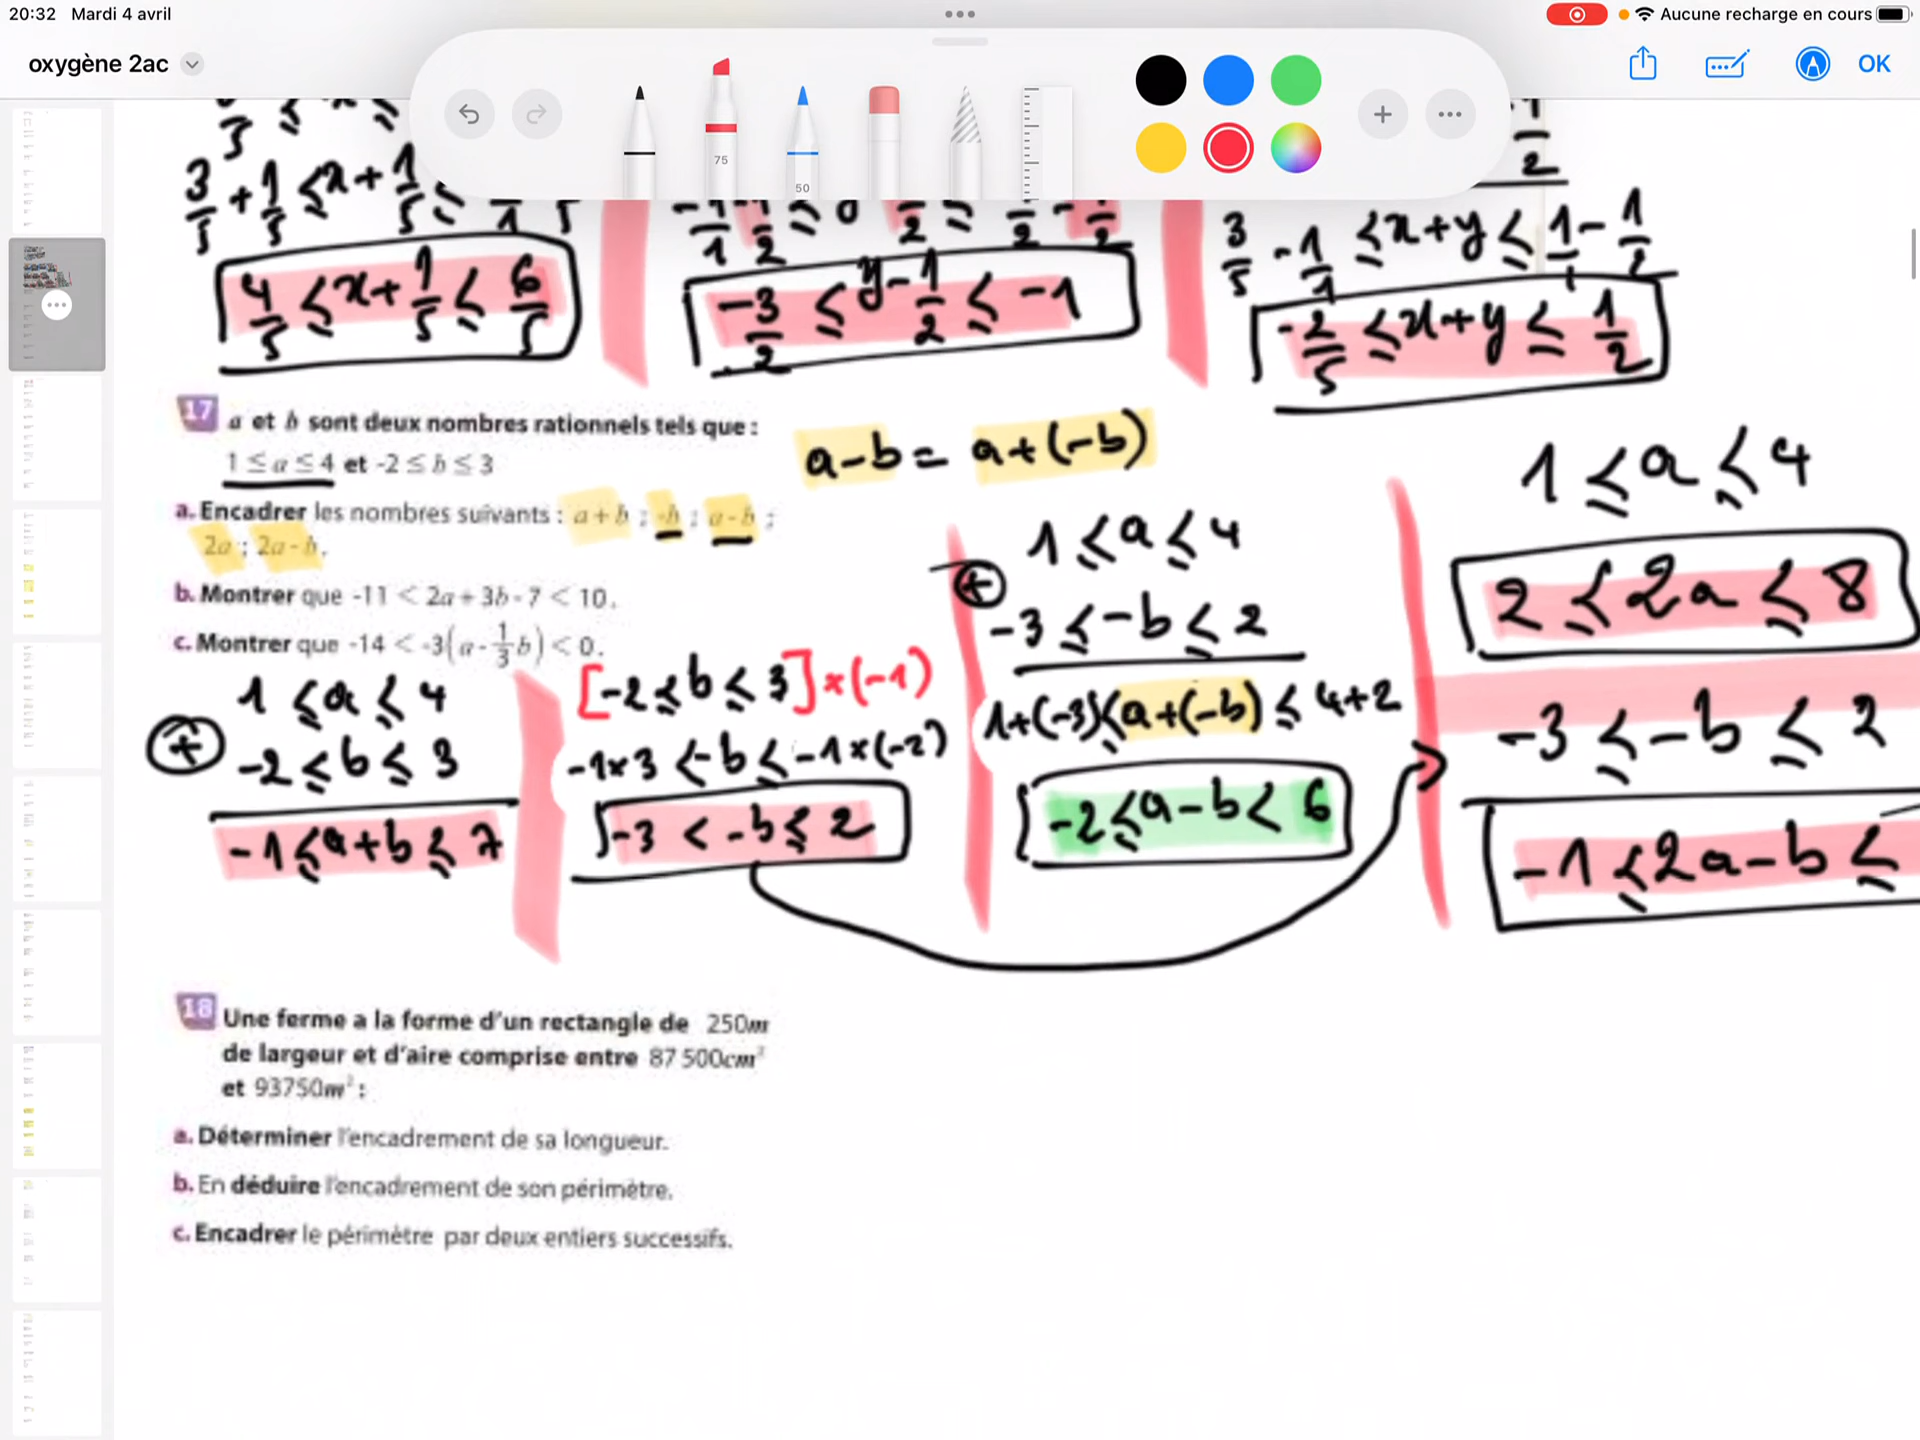 20:32 Mardi 4 avril
Aucune recharge en cours
oxygène 2ac
OK
75
50
3/5 + 1/5 ≤ x + 1/5 ≤
4/5 ≤ x + 1/5 ≤ 6/5
-3/2 ≤ y - 1/2 ≤ -1
3/5 - 1/1 ≤ x + y ≤ 1/1 - 1/2
-2/5 ≤ x + y ≤ 1/2
17 a et b sont deux nombres rationnels tels que :
1 ≤ a ≤ 4 et -2 ≤ b ≤ 3
a. Encadrer les nombres suivants : a + b ; -b ; a - b ;
2a ; 2a - b.
b. Montrer que -11 < 2a + 3b - 7 < 10.
c. Montrer que -14 < -3(a - 1/3 b) < 0.
a - b = a + (-b)
1 ≤ a ≤ 4
-2 ≤ b ≤ 3
-1 ≤ a + b ≤ 7
[-2 ≤ b ≤ 3] × (-1)
-1×3 < -b ≤ -1×(-2)
-3 < -b ≤ 2
1 ≤ a ≤ 4
-3 ≤ -b ≤ 2
1+(-3) ≤ a+(-b) ≤ 4+2
-2 ≤ a - b < 6
1 ≤ a ≤ 4
2 ≤ 2a ≤ 8
-3 ≤ -b ≤ 2
-1 ≤ 2a - b ≤
18 Une ferme a la forme d'un rectangle de 250m
de largeur et d'aire comprise entre 87 500cm²
et 93750m² :
a. Déterminer l'encadrement de sa longueur.
b. En déduire l'encadrement de son périmètre.
c. Encadrer le périmètre par deux entiers successifs.